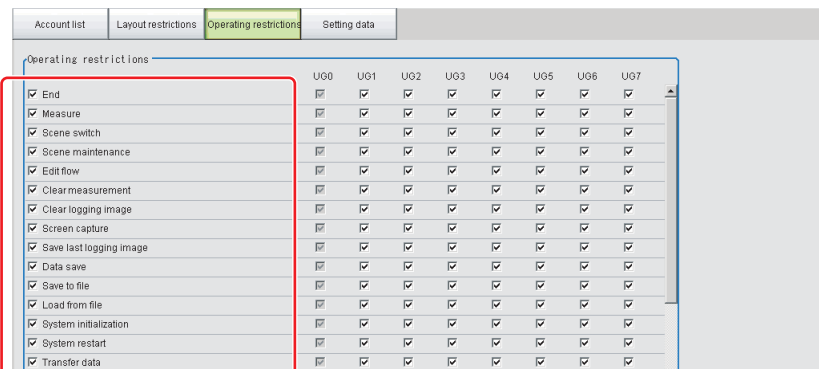 Account list Layout restrictions Operating restrictions Setting data
Operating restrictions
UG0 UG1 UG2 UG3 UG4 UG5 UG6 UG7
End
Measure
Scene switch
Scene maintenance
Edit flow
Clear measurement
Clear logging image
Screen capture
Save last logging image
Data save
Save to file
Load from file
System initialization
System restart
Transfer data